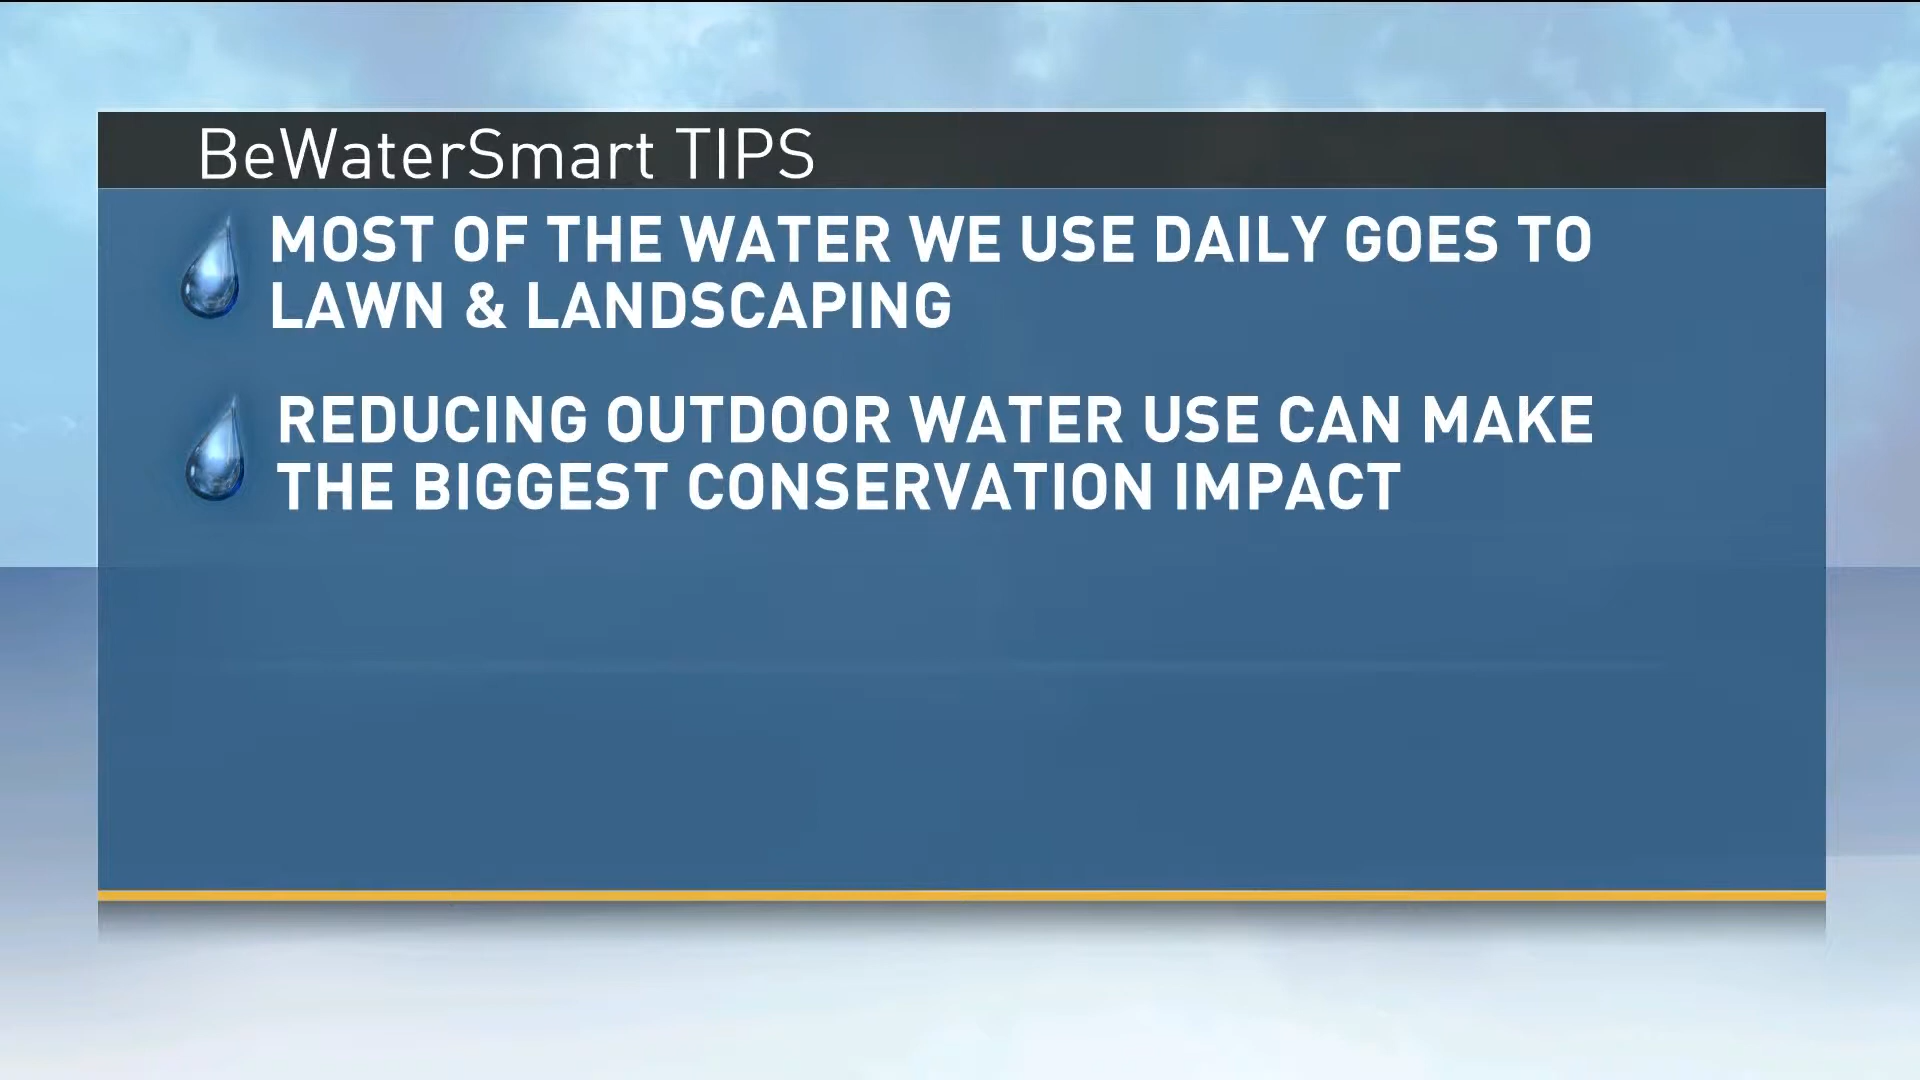 BeWaterSmart TIPS
MOST OF THE WATER WE USE DAILY GOES TO
LAWN & LANDSCAPING
REDUCING OUTDOOR WATER USE CAN MAKE
THE BIGGEST CONSERVATION IMPACT